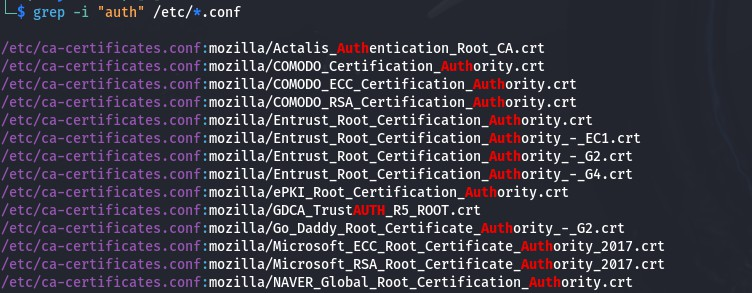 └─$ grep -i "auth" /etc/*.conf
/etc/ca-certificates.conf:mozilla/Actalis_Authentication_Root_CA.crt
/etc/ca-certificates.conf:mozilla/COMODO_Certification_Authority.crt
/etc/ca-certificates.conf:mozilla/COMODO_ECC_Certification_Authority.crt
/etc/ca-certificates.conf:mozilla/COMODO_RSA_Certification_Authority.crt
/etc/ca-certificates.conf:mozilla/Entrust_Root_Certification_Authority.crt
/etc/ca-certificates.conf:mozilla/Entrust_Root_Certification_Authority_-_EC1.crt
/etc/ca-certificates.conf:mozilla/Entrust_Root_Certification_Authority_-_G2.crt
/etc/ca-certificates.conf:mozilla/Entrust_Root_Certification_Authority_-_G4.crt
/etc/ca-certificates.conf:mozilla/ePKI_Root_Certification_Authority.crt
/etc/ca-certificates.conf:mozilla/GDCA_TrustAUTH_R5_ROOT.crt
/etc/ca-certificates.conf:mozilla/Go_Daddy_Root_Certificate_Authority_-_G2.crt
/etc/ca-certificates.conf:mozilla/Microsoft_ECC_Root_Certificate_Authority_2017.crt
/etc/ca-certificates.conf:mozilla/Microsoft_RSA_Root_Certificate_Authority_2017.crt
/etc/ca-certificates.conf:mozilla/NAVER_Global_Root_Certification_Authority.crt